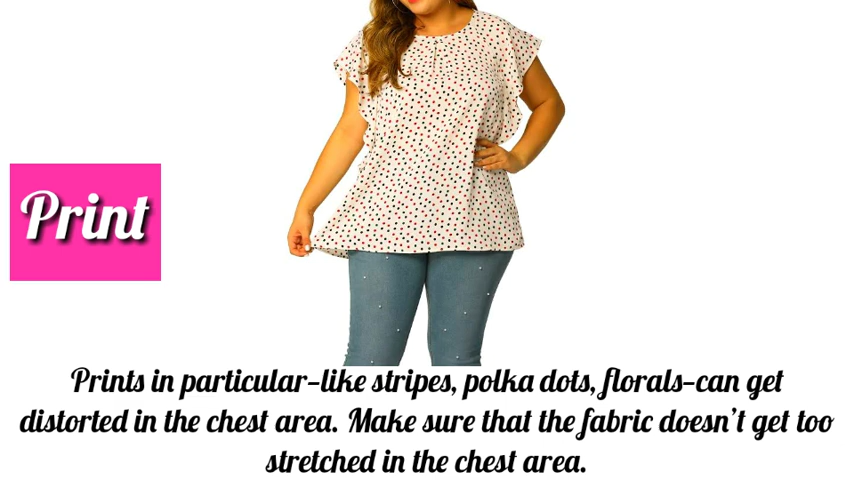 Print
Prints in particular–like stripes, polka dots, florals–can get
distorted in the chest area. Make sure that the fabric doesn't get too
stretched in the chest area.